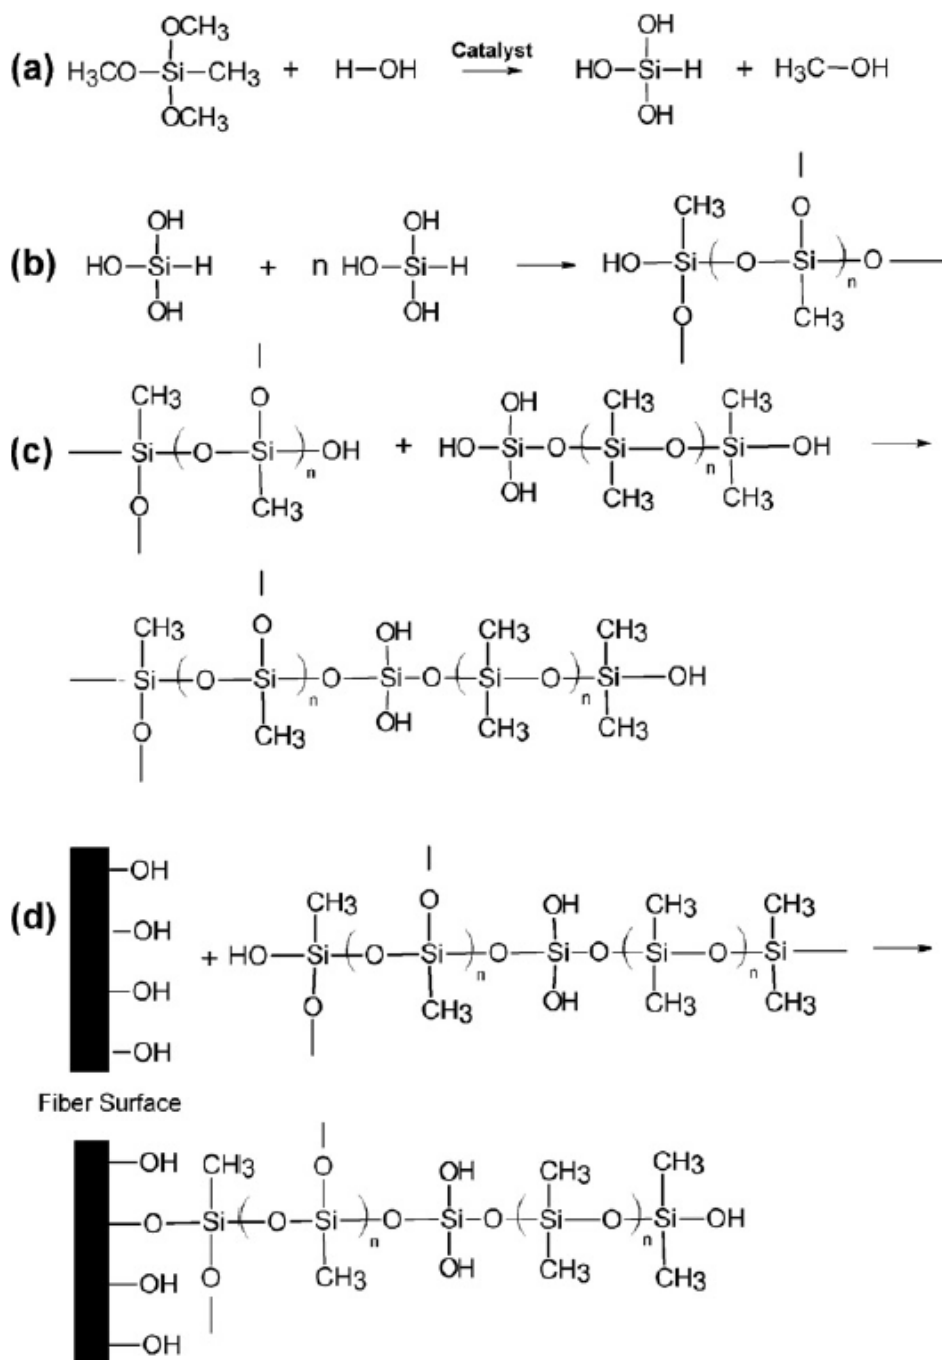 OCH3
(a) H3CO Si CH3 + H OH Catalyst HO Si H + H3C OH
OCH3
OH
OH
CH3 O
(b) HO Si H + n HO Si H HO Si ( O Si )n O
OH OH
OH OH
O CH3
CH3 O OH CH3 CH3
(c) Si ( O Si )n OH + HO Si O ( Si O )n Si OH
O CH3 OH CH3 CH3
CH3 O OH CH3 CH3
Si ( O Si )n O Si O ( Si O )n Si OH
O CH3 OH CH3 CH3
OH
(d) OH
OH
OH
+ HO Si ( O Si )n O Si O ( Si O )n Si
CH3 O OH CH3 CH3
O CH3 OH CH3 CH3
Fiber Surface
OH CH3 O OH CH3 CH3
O Si ( O Si )n O Si O ( Si O )n Si OH
OH O CH3 OH CH3 CH3
OH